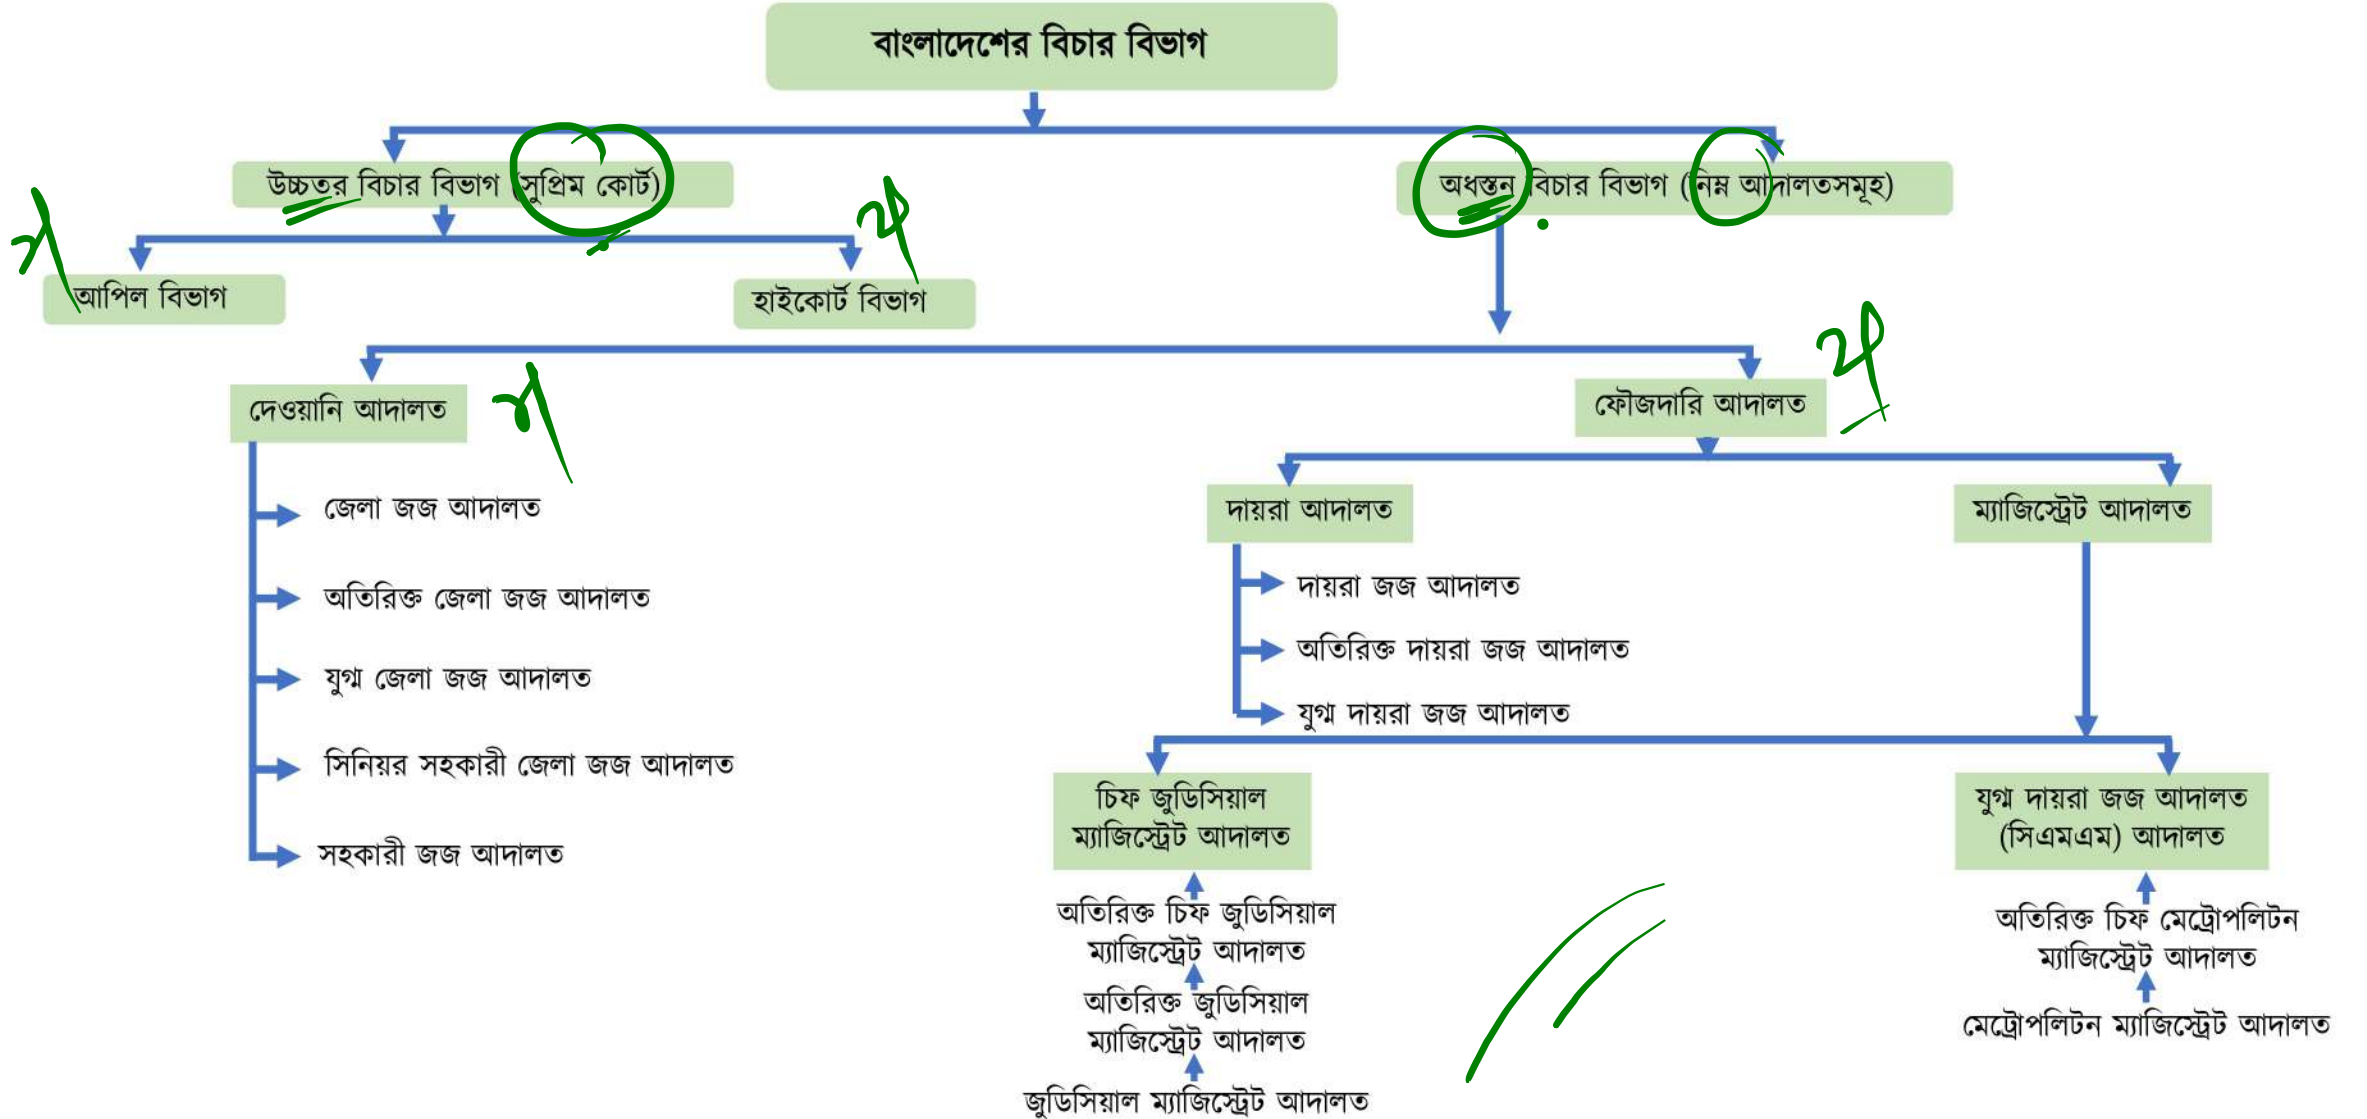 বাংলাদেশের বিচার বিভাগ
উচ্চতর বিচার বিভাগ (সুপ্রিম কোর্ট)
অধস্তন বিচার বিভাগ (নিম্ন আদালতসমূহ)
আপিল বিভাগ
হাইকোর্ট বিভাগ
দেওয়ানি আদালত
ফৌজদারি আদালত
জেলা জজ আদালত
অতিরিক্ত জেলা জজ আদালত
যুগ্ম জেলা জজ আদালত
সিনিয়র সহকারী জেলা জজ আদালত
সহকারী জজ আদালত
দায়রা আদালত
ম্যাজিস্ট্রেট আদালত
দায়রা জজ আদালত
অতিরিক্ত দায়রা জজ আদালত
যুগ্ম দায়রা জজ আদালত
চিফ জুডিসিয়াল
ম্যাজিস্ট্রেট আদালত
অতিরিক্ত চিফ জুডিসিয়াল
ম্যাজিস্ট্রেট আদালত
অতিরিক্ত জুডিসিয়াল
ম্যাজিস্ট্রেট আদালত
জুডিসিয়াল ম্যাজিস্ট্রেট আদালত
যুগ্ম দায়রা জজ আদালত
(সিএমএম) আদালত
অতিরিক্ত চিফ মেট্রোপলিটন
ম্যাজিস্ট্রেট আদালত
মেট্রোপলিটন ম্যাজিস্ট্রেট আদালত